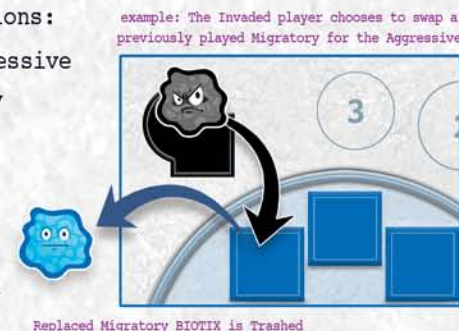 ions:
essive
example: The Invaded player chooses to swap a
previously played Migratory for the Aggressive
3
Replaced Migratory BIOTIX is Trashed